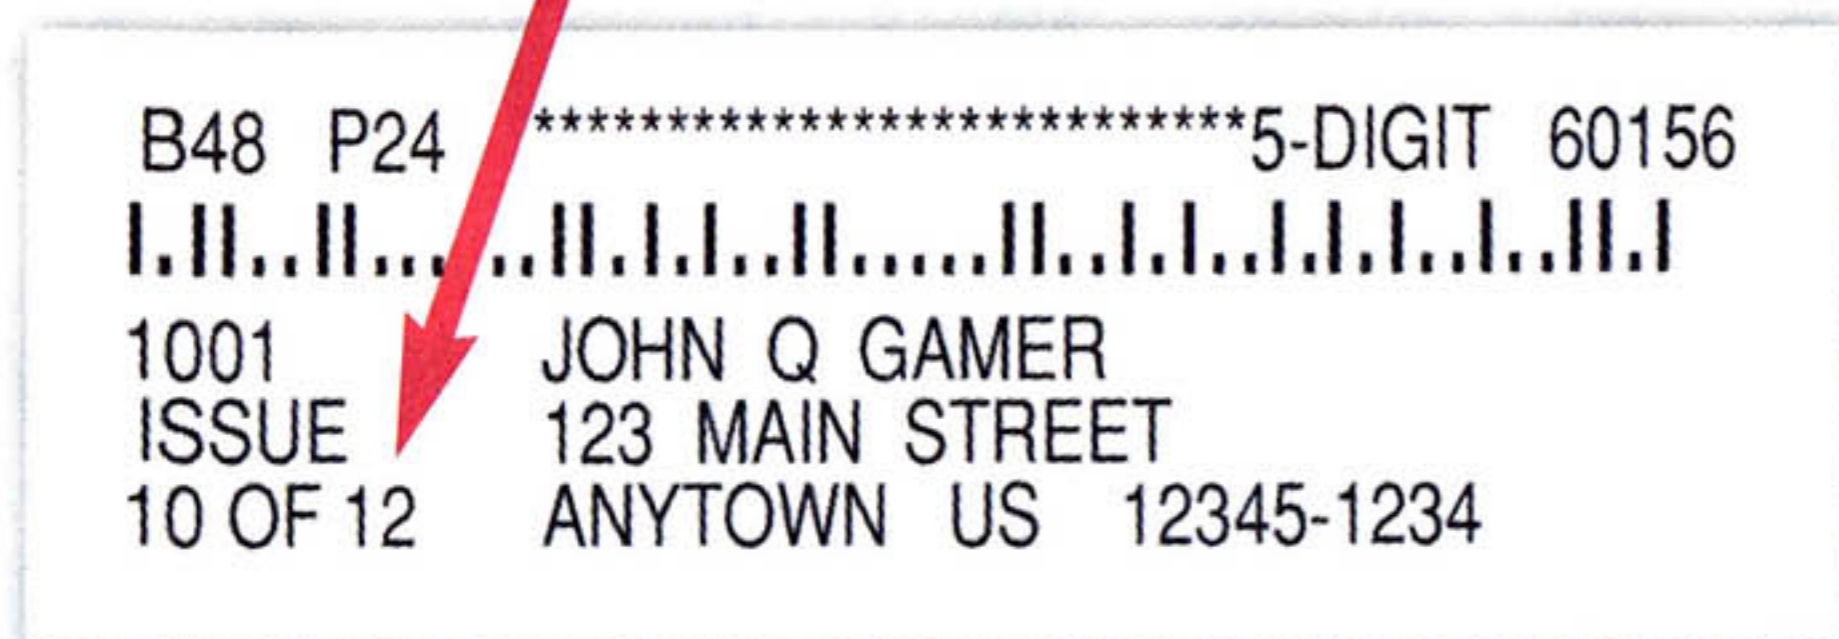 B48 P24 ***************************5-DIGIT 60156
1001 JOHN Q GAMER
ISSUE 123 MAIN STREET
10 OF 12 ANYTOWN US 12345-1234